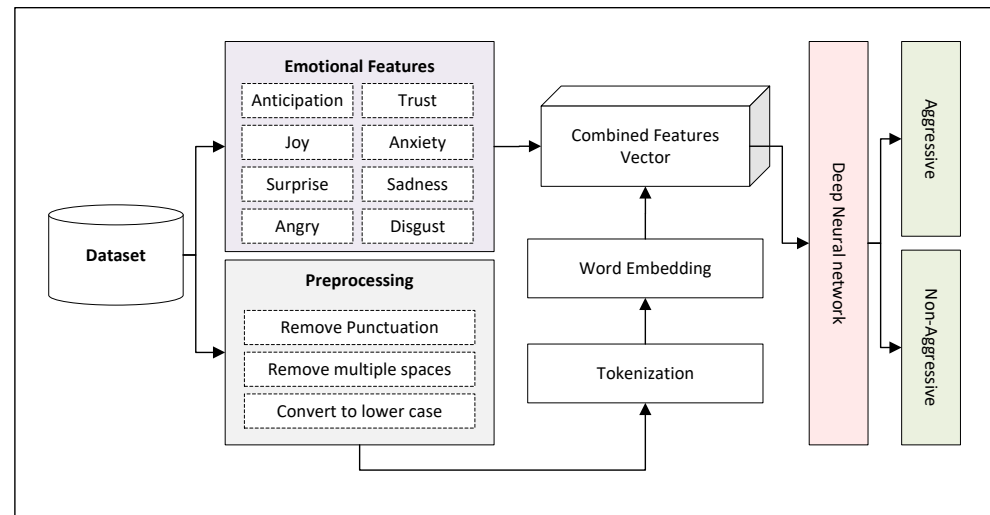 Dataset
Emotional Features
Anticipation
Trust
Joy
Anxiety
Surprise
Sadness
Angry
Disgust
Preprocessing
Remove Punctuation
Remove multiple spaces
Convert to lower case
Combined Features
Vector
Word Embedding
Tokenization
Deep Neural network
Aggressive
Non-Aggressive